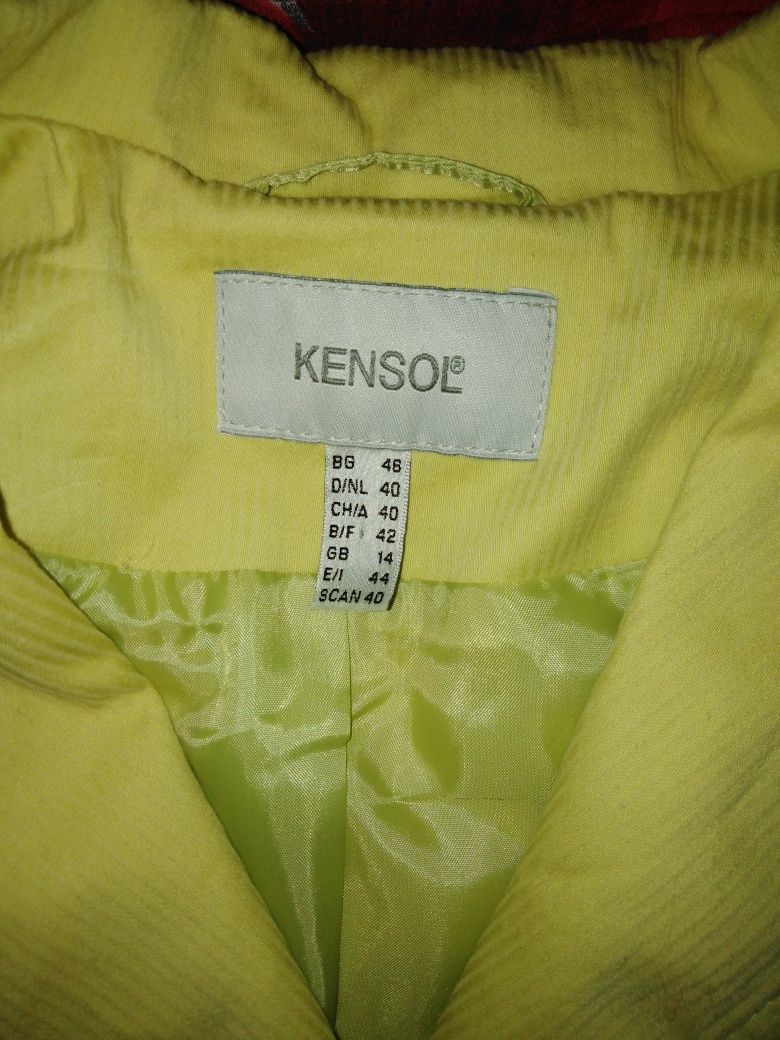 KENSOL®
BG 46
D/NL 40
CH/A 40
B/F 42
GB 14
E/I 44
SCAN 40